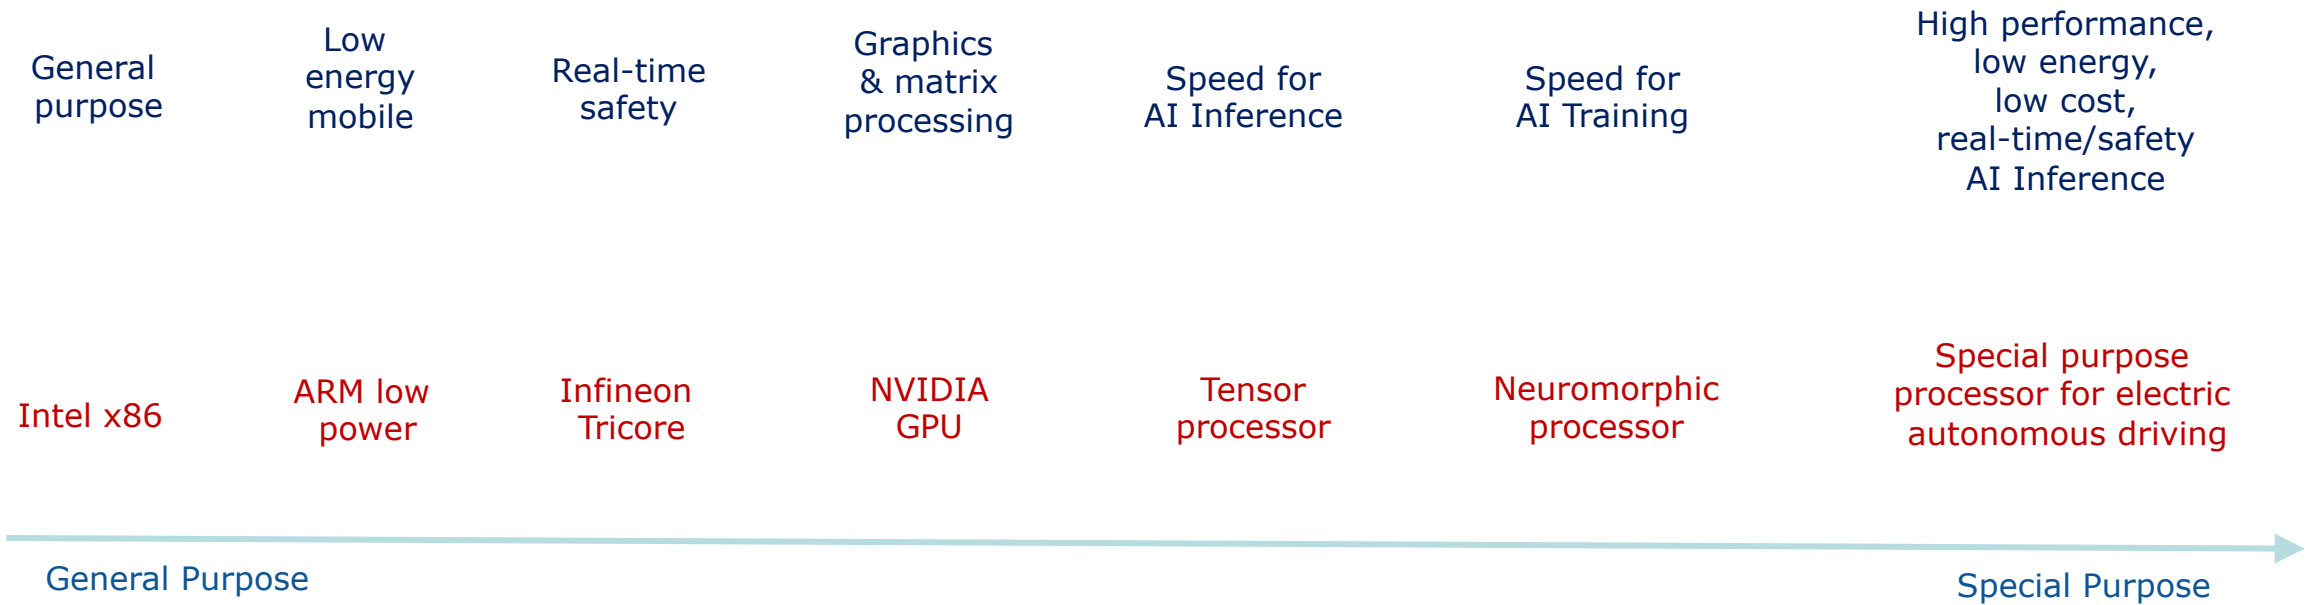 General
purpose
Low
energy
mobile
Real-time
safety
Graphics
& matrix
processing
Speed for
AI Inference
Speed for
AI Training
High performance,
low energy,
low cost,
real-time/safety
AI Inference
Intel x86
ARM low
power
Infineon
Tricore
NVIDIA
GPU
Tensor
processor
Neuromorphic
processor
Special purpose
processor for electric
autonomous driving
General Purpose
Special Purpose